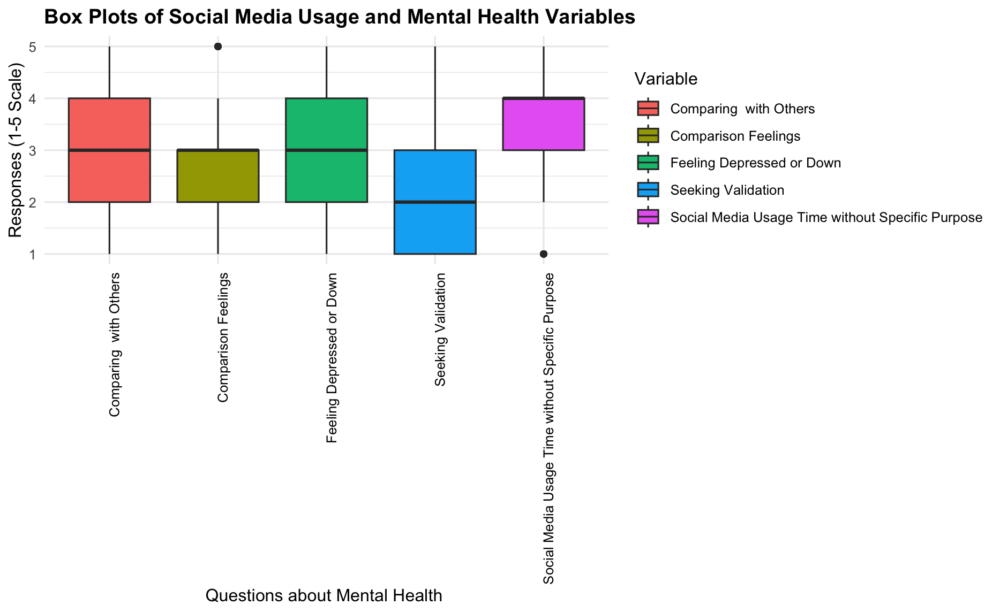 Box Plots of Social Media Usage and Mental Health Variables
Responses (1-5 Scale)
5
4
3
2
1
Comparing  with Others
Comparison Feelings
Feeling Depressed or Down
Seeking Validation
Social Media Usage Time without Specific Purpose
Questions about Mental Health
Variable
Comparing  with Others
Comparison Feelings
Feeling Depressed or Down
Seeking Validation
Social Media Usage Time without Specific Purpose